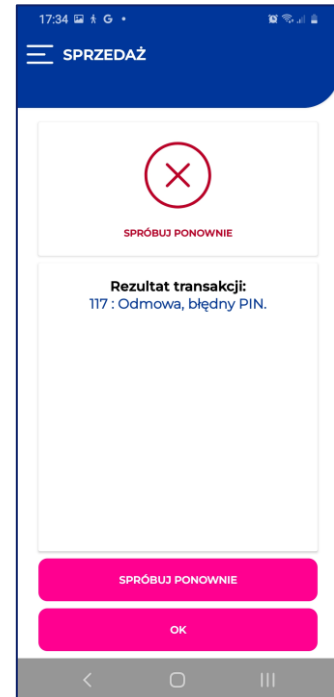 17:34 G
SPRZEDAŻ
SPRÓBUJ PONOWNIE
Rezultat transakcji:
117 : Odmowa, błędny PIN.
SPRÓBUJ PONOWNIE
OK